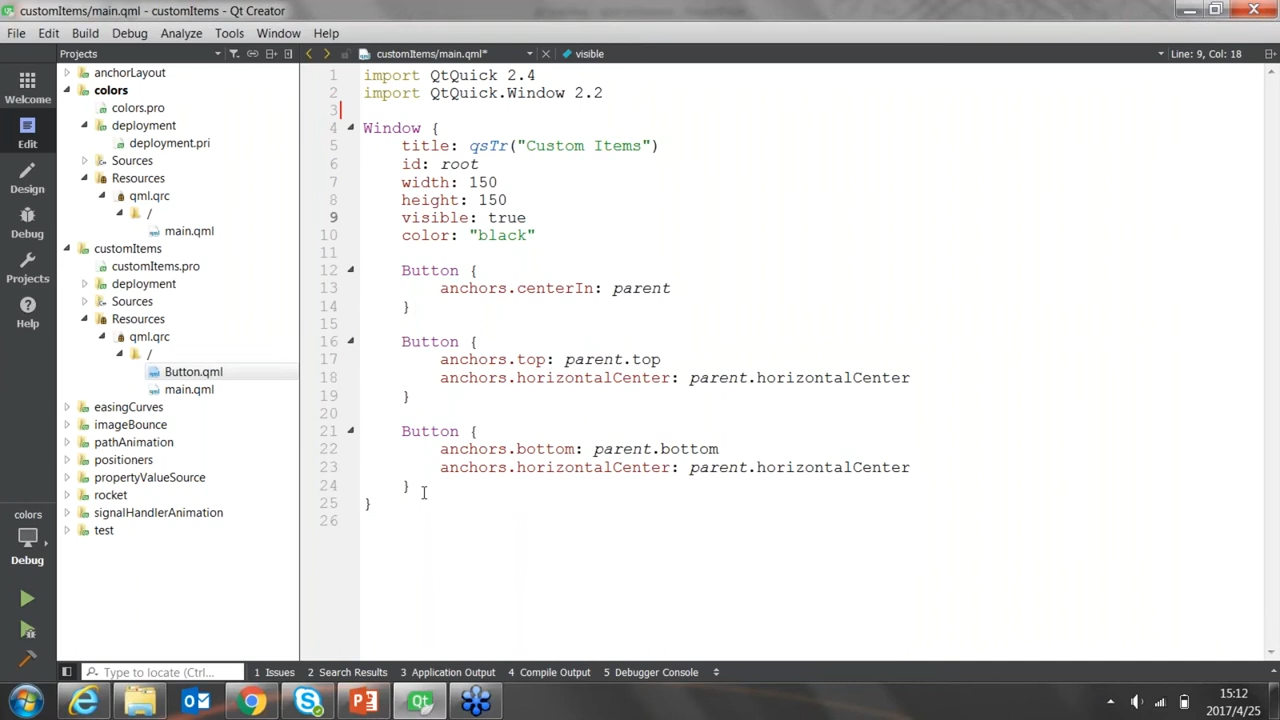 customItems/main.qml - customItems - Qt Creator
File Edit Build Debug Analyze Tools Window Help
Projects customItems/main.qml* visible Line: 9, Col: 18
Welcome
Edit
Design
Debug
Projects
Help
colors
Debug
anchorLayout
colors
colors.pro
deployment
deployment.pri
Sources
Resources
qml.qrc
/
main.qml
customItems
customItems.pro
deployment
Sources
Resources
qml.qrc
/
Button.qml
main.qml
easingCurves
imageBounce
pathAnimation
positioners
propertyValueSource
rocket
signalHandlerAnimation
test
1 import QtQuick 2.4
2 import QtQuick.Window 2.2
3
4 Window {
5 title: qsTr("Custom Items")
6 id: root
7 width: 150
8 height: 150
9 visible: true
10 color: "black"
11
12 Button {
13 anchors.centerIn: parent
14 }
15
16 Button {
17 anchors.top: parent.top
18 anchors.horizontalCenter: parent.horizontalCenter
19 }
20
21 Button {
22 anchors.bottom: parent.bottom
23 anchors.horizontalCenter: parent.horizontalCenter
24 }
25 }
26
Type to locate (Ctrl... 1 Issues 2 Search Results 3 Application Output 4 Compile Output 5 Debugger Console
15:12
2017/4/25